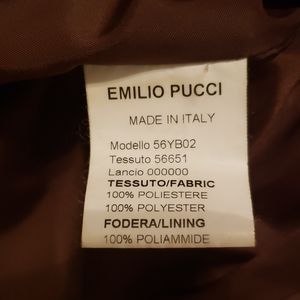 EMILIO PUCCI
MADE IN ITALY
Modello 56YB02
Tessuto 56651
Lancio 000000
TESSUTO/FABRIC
100% POLIESTERE
100% POLYESTER
FODERA/LINING
100% POLIAMMIDE